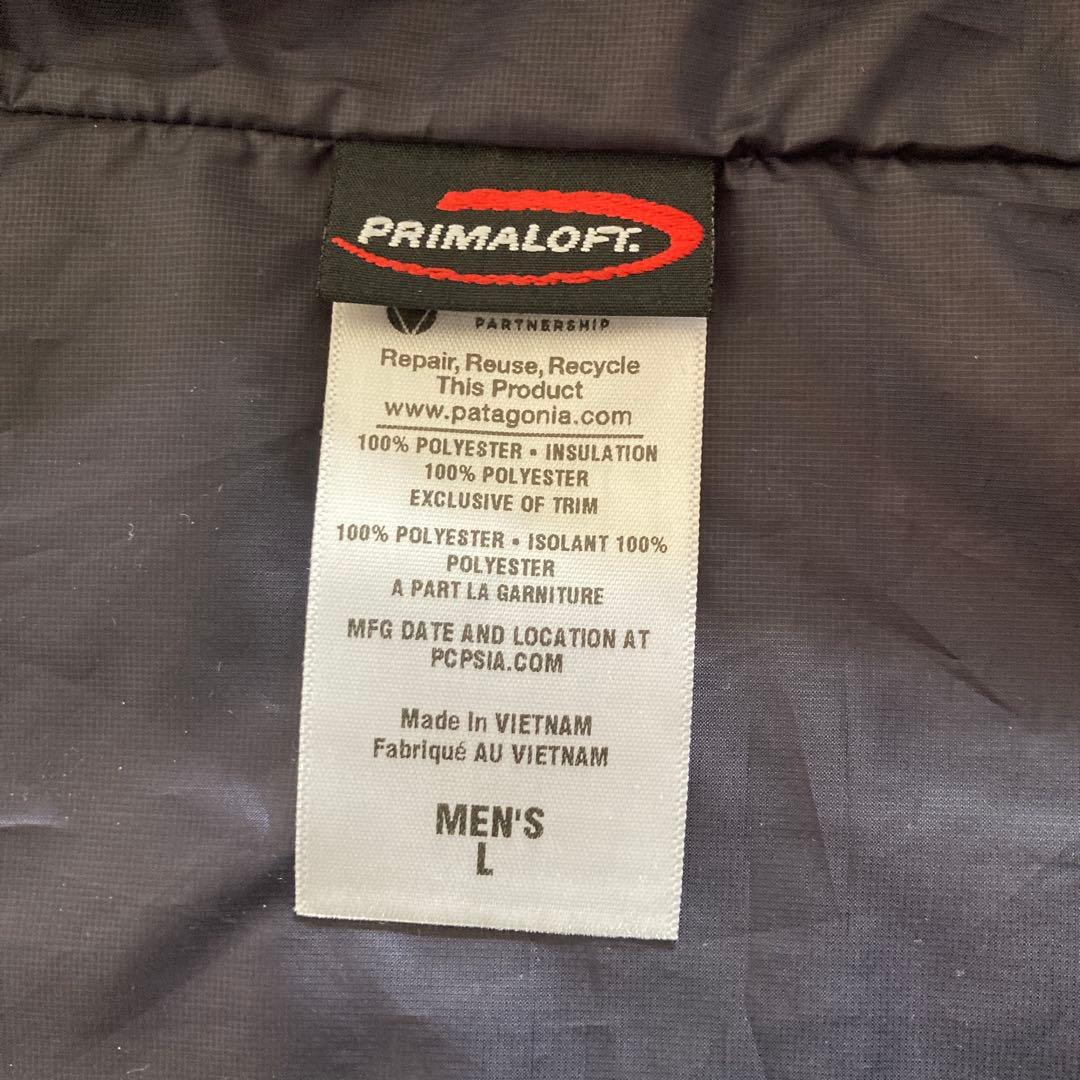 PRIMALOFT.
PARTNERSHIP
Repair, Reuse, Recycle
This Product
www.patagonia.com
100% POLYESTER • INSULATION
100% POLYESTER
EXCLUSIVE OF TRIM
100% POLYESTER • ISOLANT 100%
POLYESTER
A PART LA GARNITURE
MFG DATE AND LOCATION AT
PCPSIA.COM
Made In VIETNAM
Fabriqué AU VIETNAM
MEN'S
L